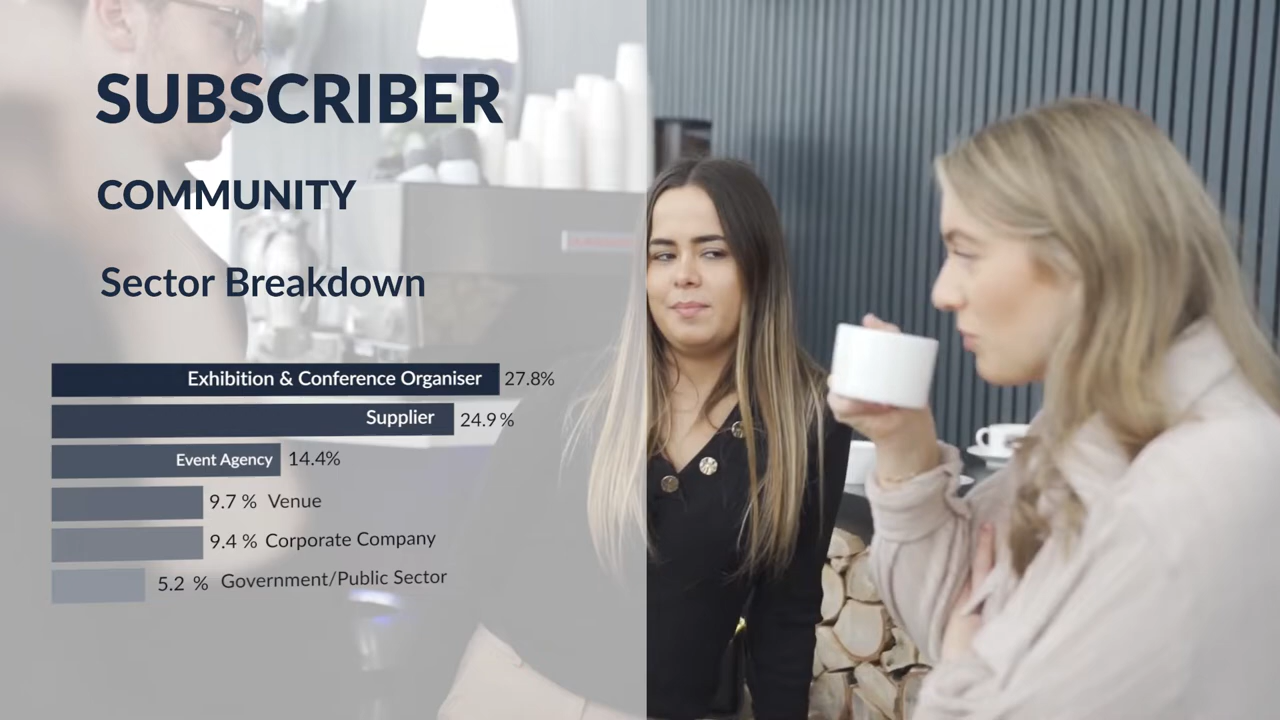 SUBSCRIBER
COMMUNITY
Sector Breakdown
Exhibition & Conference Organiser 27.8%
Supplier 24.9 %
Event Agency 14.4%
9.7 % Venue
9.4 % Corporate Company
5.2 % Government/Public Sector